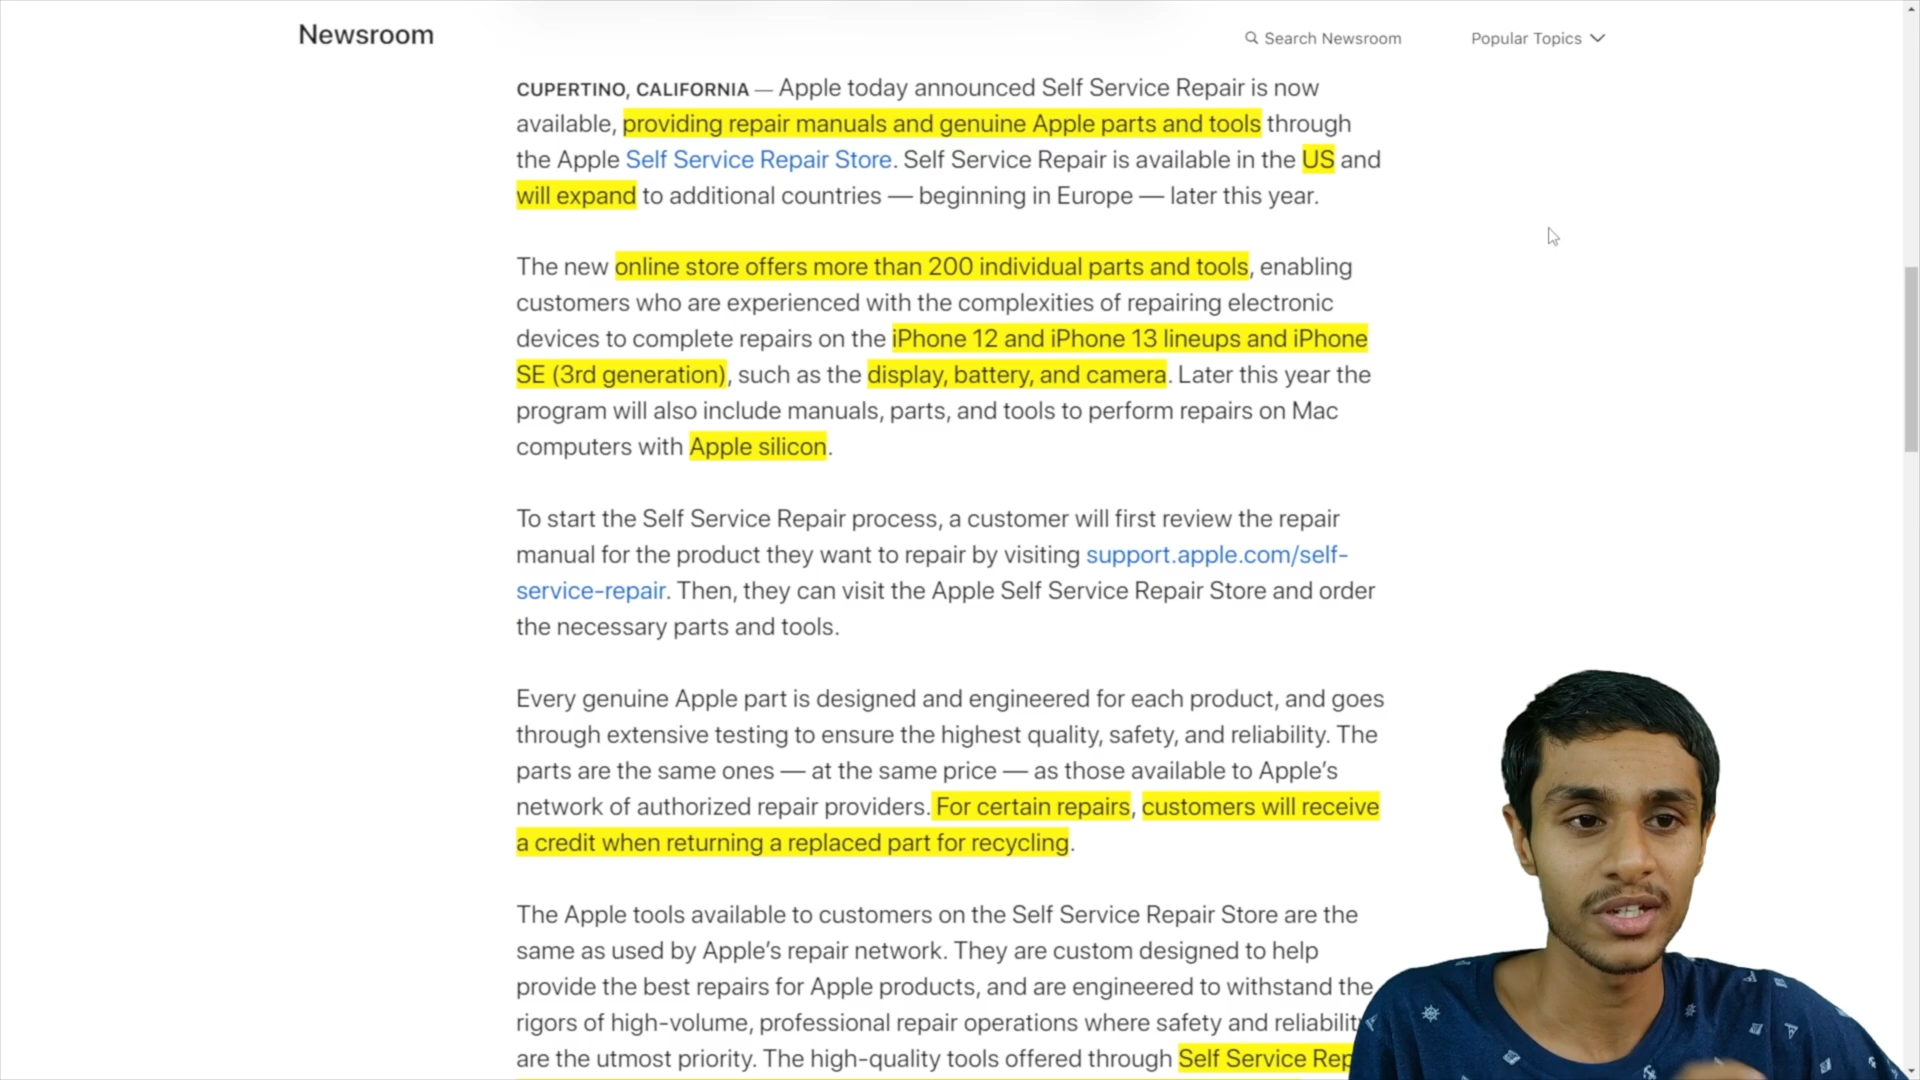 Newsroom
Search Newsroom
Popular Topics
CUPERTINO, CALIFORNIA — Apple today announced Self Service Repair is now
available, providing repair manuals and genuine Apple parts and tools through
the Apple Self Service Repair Store. Self Service Repair is available in the US and
will expand to additional countries — beginning in Europe — later this year.
The new online store offers more than 200 individual parts and tools, enabling
customers who are experienced with the complexities of repairing electronic
devices to complete repairs on the iPhone 12 and iPhone 13 lineups and iPhone
SE (3rd generation), such as the display, battery, and camera. Later this year the
program will also include manuals, parts, and tools to perform repairs on Mac
computers with Apple silicon.
To start the Self Service Repair process, a customer will first review the repair
manual for the product they want to repair by visiting support.apple.com/self-
service-repair. Then, they can visit the Apple Self Service Repair Store and order
the necessary parts and tools.
Every genuine Apple part is designed and engineered for each product, and goes
through extensive testing to ensure the highest quality, safety, and reliability. The
parts are the same ones — at the same price — as those available to Apple’s
network of authorized repair providers. For certain repairs, customers will receive
a credit when returning a replaced part for recycling.
The Apple tools available to customers on the Self Service Repair Store are the
same as used by Apple’s repair network. They are custom designed to help
provide the best repairs for Apple products, and are engineered to withstand the
rigors of high-volume, professional repair operations where safety and
are the utmost priority. The high-quality tools offered through Self Service